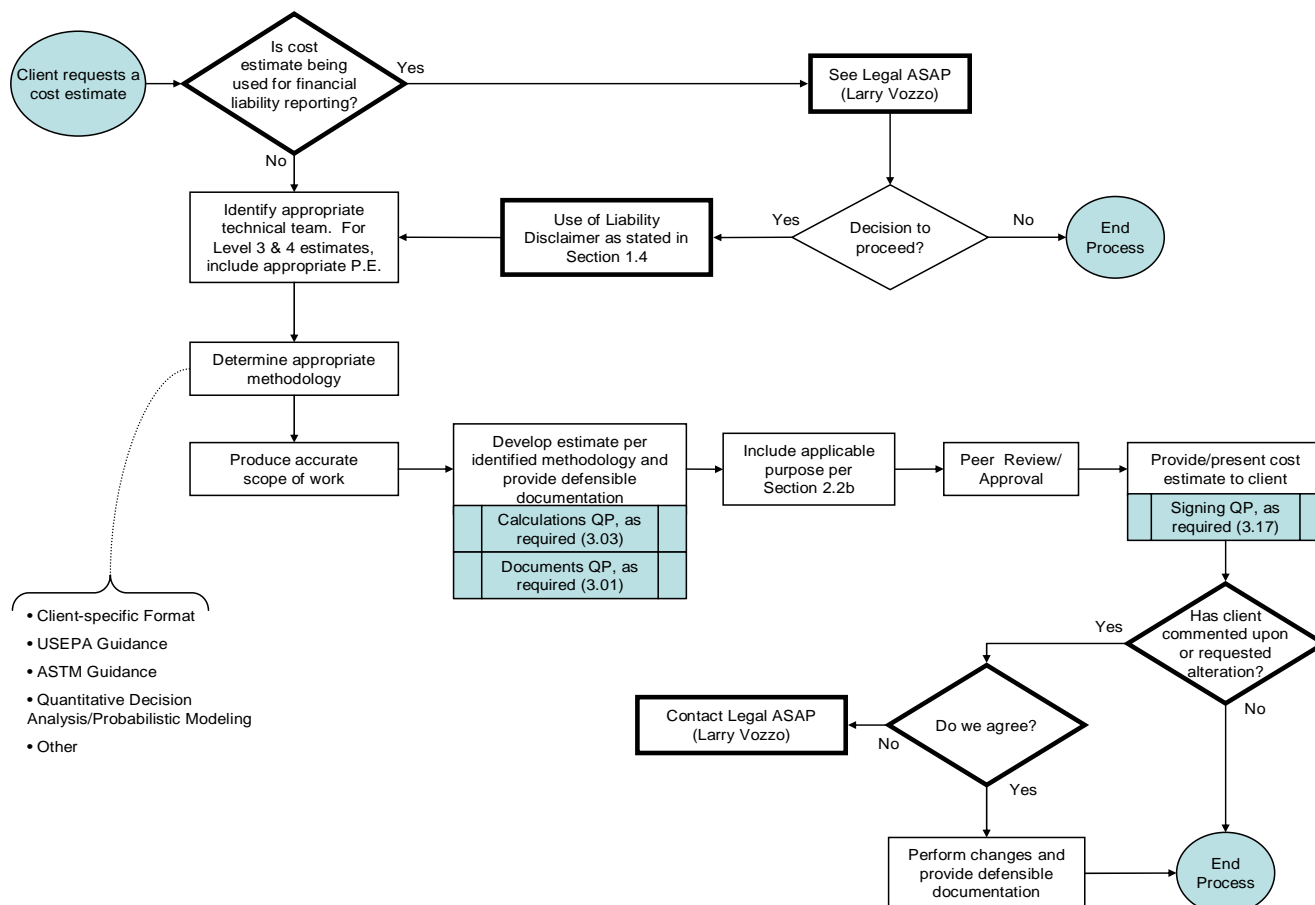 Client requests a
cost estimate
Is cost
estimate being
used for financial
liability reporting?
Yes
See Legal ASAP
(Larry Vozzo)
No
Identify appropriate
technical team.  For
Level 3 & 4 estimates,
include appropriate P.E.
Use of Liability
Disclaimer as stated in
Section 1.4
Yes
Decision to
proceed?
No
End
Process
Determine appropriate
methodology
Produce accurate
scope of work
Develop estimate per
identified methodology and
provide defensible
documentation
Calculations QP, as
required (3.03)
Documents QP, as
required (3.01)
Include applicable
purpose per
Section 2.2b
Peer  Review/
Approval
Provide/present cost
estimate to client
Signing QP, as
required (3.17)
• Client-specific Format
• USEPA Guidance
• ASTM Guidance
• Quantitative Decision
Analysis/Probabilistic Modeling
• Other
Has client
commented upon
or requested
alteration?
Yes
No
Do we agree?
No
Contact Legal ASAP
(Larry Vozzo)
Yes
Perform changes and
provide defensible
documentation
End
Process